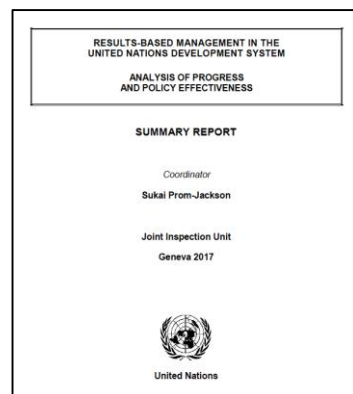 RESULTS-BASED MANAGEMENT IN THE
UNITED NATIONS DEVELOPMENT SYSTEM
ANALYSIS OF PROGRESS
AND POLICY EFFECTIVENESS
SUMMARY REPORT
Coordinator
Sukai Prom-Jackson
Joint Inspection Unit
Geneva 2017
United Nations